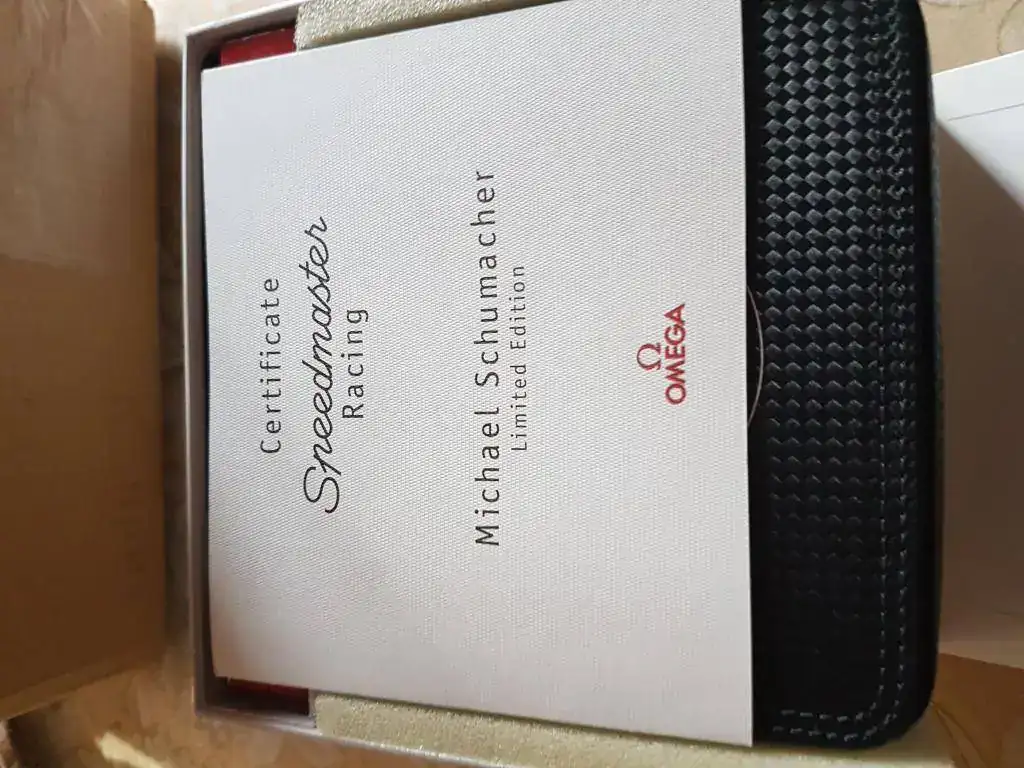 Certificate
Speedmaster
Racing
Michael Schumacher
Limited Edition
Ω
OMEGA